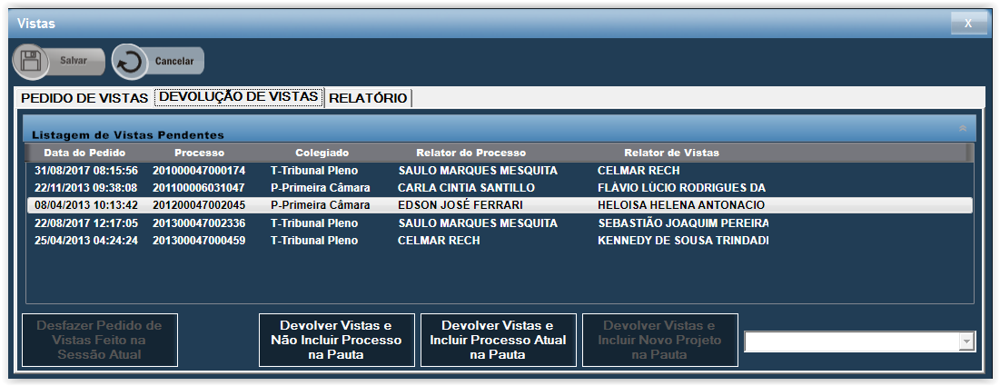 Vistas
X
Salvar
Cancelar
PEDIDO DE VISTAS DEVOLUÇÃO DE VISTAS RELATÓRIO
Listagem de Vistas Pendentes
Data do Pedido Processo Colegiado Relator do Processo Relator de Vistas
31/08/2017 08:15:56 201000047000174 T-Tribunal Pleno SAULO MARQUES MESQUITA CELMAR RECH
22/11/2013 09:38:08 201100006031047 P-Primeira Câmara CARLA CINTIA SANTILLO FLÁVIO LÚCIO RODRIGUES DA
08/04/2013 10:13:42 201200047002045 P-Primeira Câmara EDSON JOSÉ FERRARI HELOISA HELENA ANTONACIO
22/08/2017 12:17:05 201300047002336 T-Tribunal Pleno SAULO MARQUES MESQUITA SEBASTIÃO JOAQUIM PEREIRA
25/04/2013 04:24:24 201300047000459 T-Tribunal Pleno CELMAR RECH KENNEDY DE SOUSA TRINDADE
Desfazer Pedido de
Vistas Feito na
Sessão Atual
Devolver Vistas e
Não Incluir Processo
na Pauta
Devolver Vistas e
Incluir Processo Atual
na Pauta
Devolver Vistas e
Incluir Novo Projeto
na Pauta